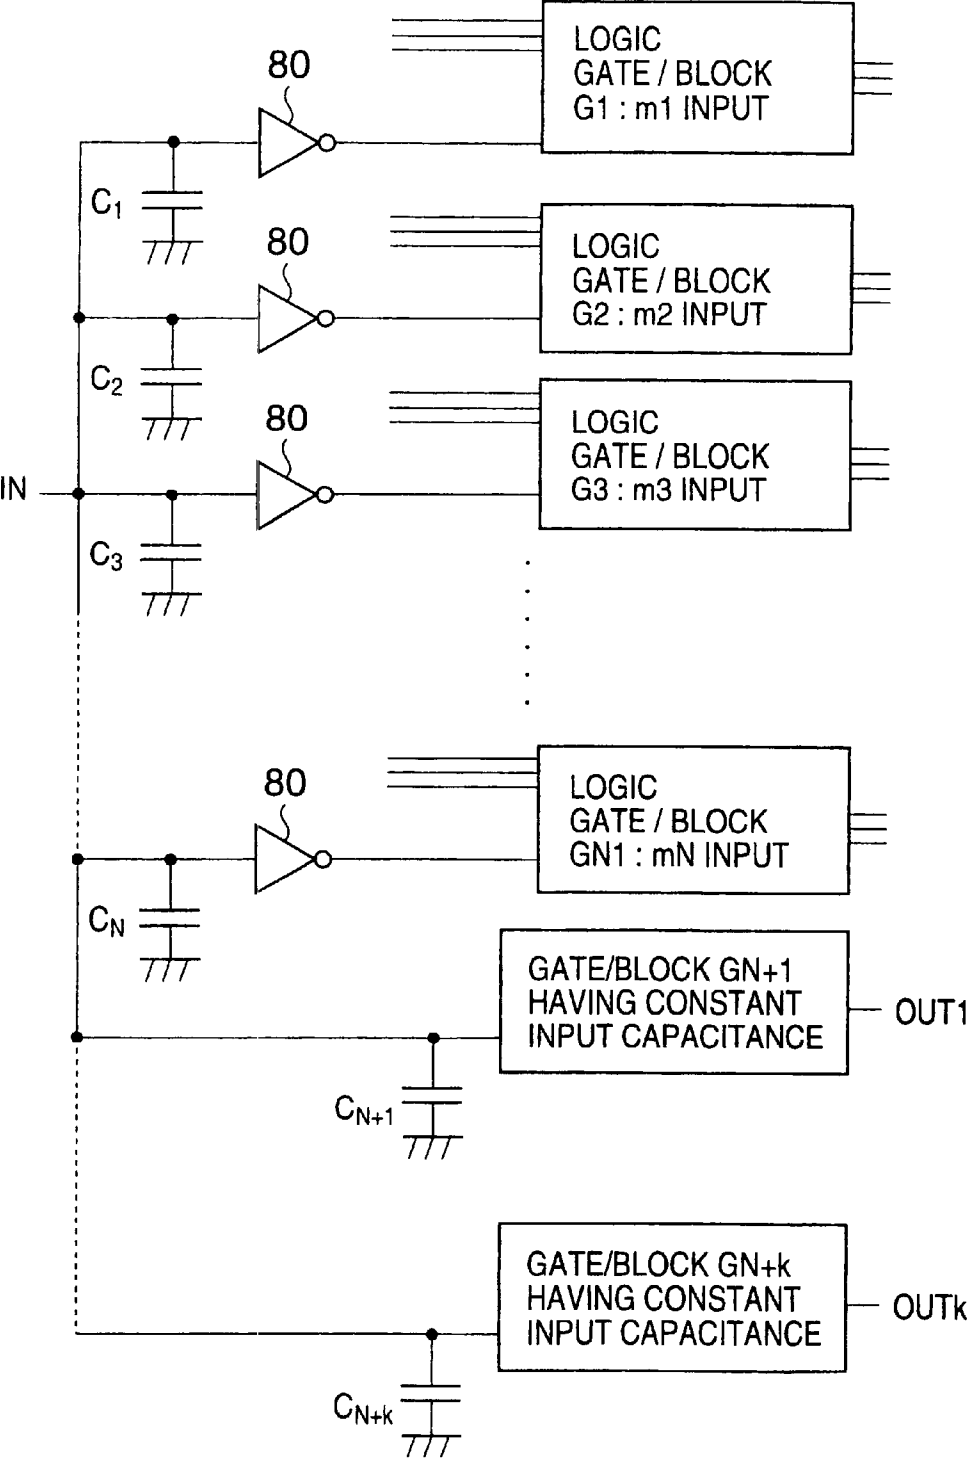 80
LOGIC
GATE / BLOCK
G1 : m1 INPUT
C1
80
LOGIC
GATE / BLOCK
G2 : m2 INPUT
C2
80
LOGIC
GATE / BLOCK
G3 : m3 INPUT
IN
C3
80
LOGIC
GATE / BLOCK
GN1 : mN INPUT
CN
GATE/BLOCK GN+1
HAVING CONSTANT
INPUT CAPACITANCE
OUT1
CN+1
GATE/BLOCK GN+k
HAVING CONSTANT
INPUT CAPACITANCE
OUTk
CN+k